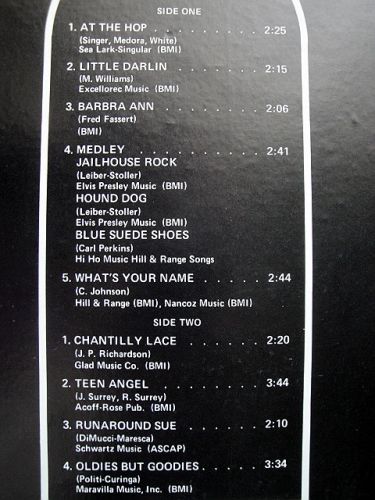 SIDE ONE
1. AT THE HOP . . . . . . . . 2:25
(Singer, Medora, White)
Sea Lark-Singular (BMI)
2. LITTLE DARLIN . . . . . . . 2:15
(M. Williams)
Excellorec Music (BMI)
3. BARBRA ANN . . . . . . . . 2:06
(Fred Fassert)
(BMI)
4. MEDLEY . . . . . . . . . . 2:41
JAILHOUSE ROCK
(Leiber-Stoller)
Elvis Presley Music (BMI)
HOUND DOG
(Leiber-Stoller)
Elvis Presley Music (BMI)
BLUE SUEDE SHOES
(Carl Perkins)
Hi Ho Music Hill & Range Songs
5. WHAT'S YOUR NAME . . . . 2:44
(C. Johnson)
Hill & Range (BMI), Nancoz Music (BMI)
SIDE TWO
1. CHANTILLY LACE . . . . . . 2:20
(J. P. Richardson)
Glad Music Co. (BMI)
2. TEEN ANGEL . . . . . . . 3:44
(J. Surrey, R. Surrey)
Acoff-Rose Pub. (BMI)
3. RUNAROUND SUE . . . . . . 2:10
(DiMucci-Maresca)
Schwartz Music (ASCAP)
4. OLDIES BUT GOODIES . . . . . 3:34
(Politi-Curinga)
Maravilla Music, Inc. (BMI)